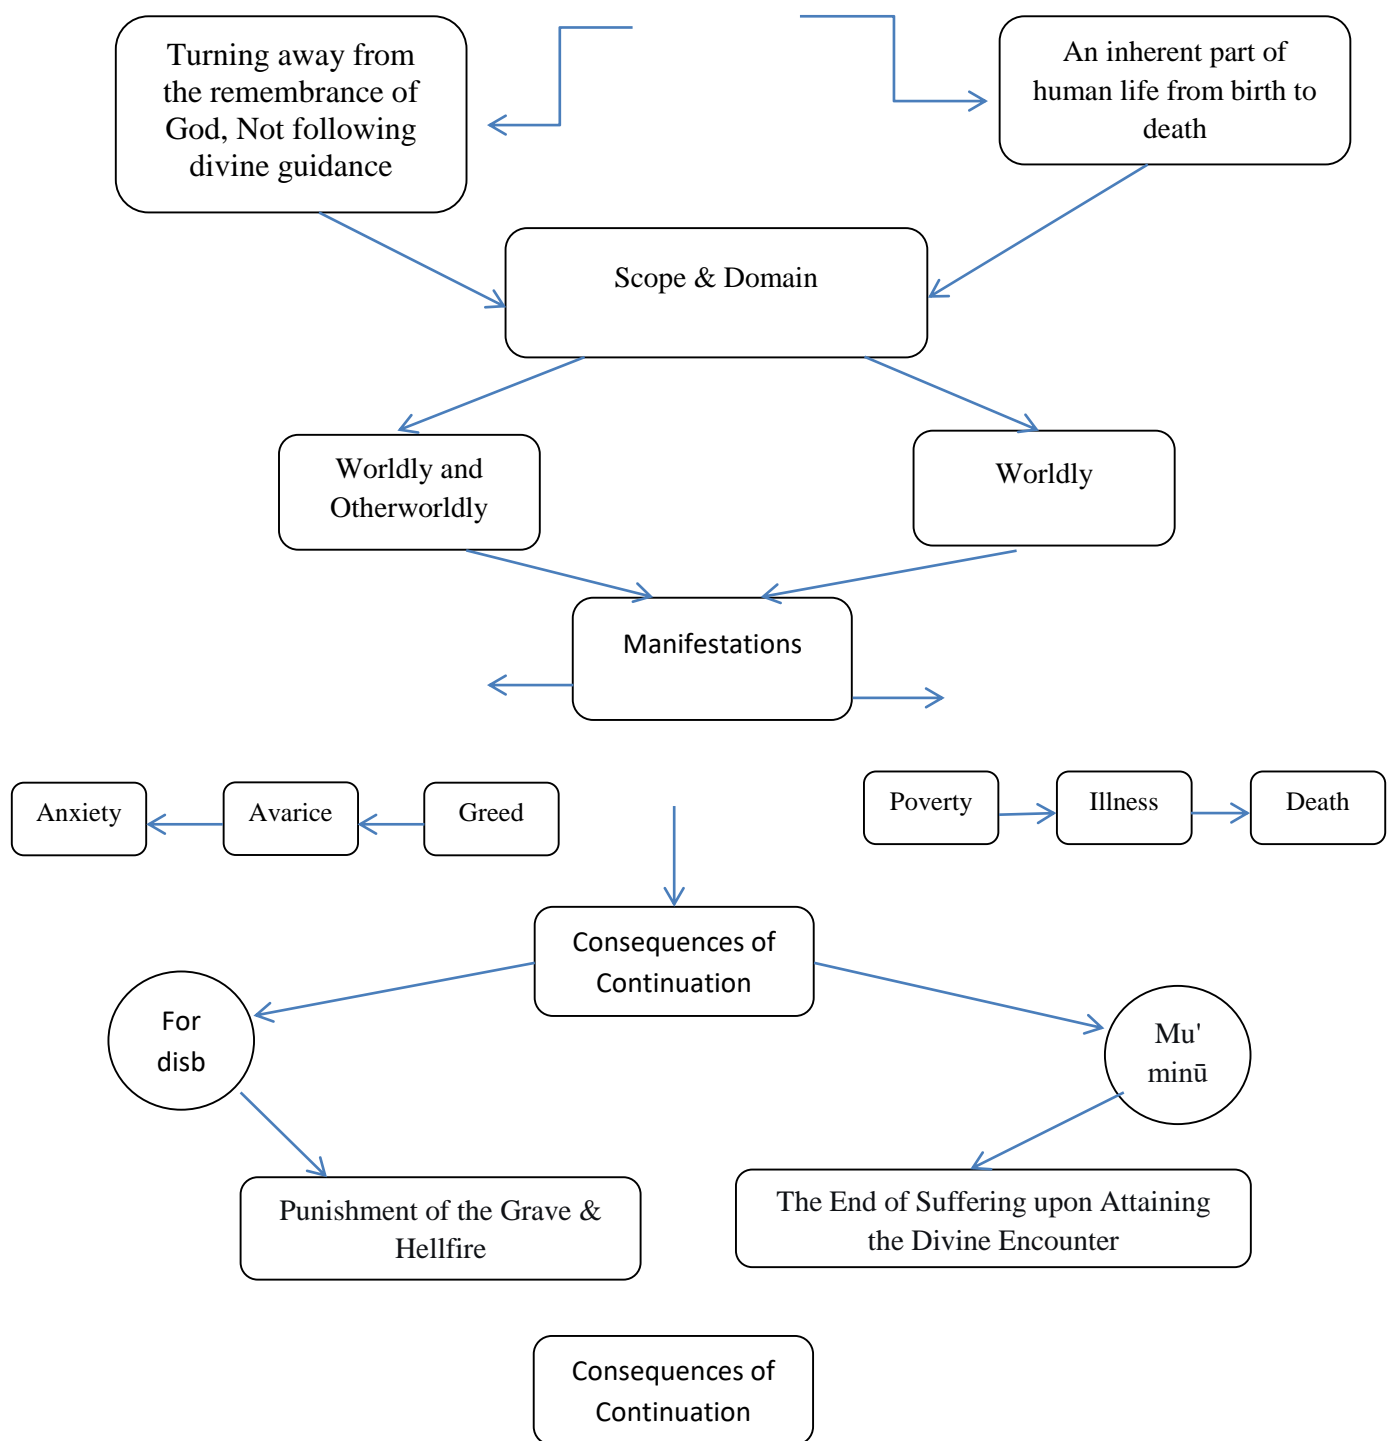 Turning away from
the remembrance of
God, Not following
divine guidance
An inherent part of
human life from birth to
death
Scope & Domain
Worldly and
Otherworldly
Worldly
Manifestations
Anxiety
Avarice
Greed
Poverty
Illness
Death
Consequences of
Continuation
For
disb
Mu'
minū
Punishment of the Grave &
Hellfire
The End of Suffering upon Attaining
the Divine Encounter
Consequences of
Continuation